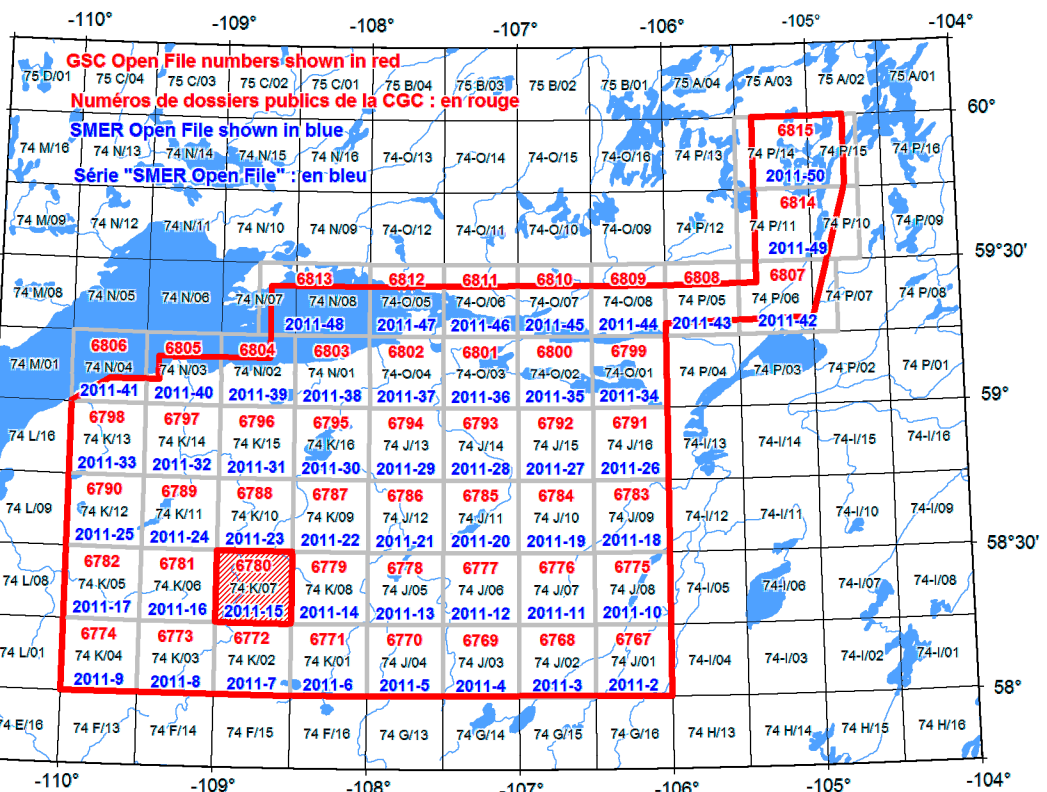 -109° -108° -107° -106° -105° -104°
GSC Open File numbers shown in red
75 D/01 75 C/04 75 C/03 75 C/02 75 C/01 75 B/04 75 B/03 75 B/02 75 B/01 75 A/04 75 A/03 75 A/02 75 A/01
Numéros de dossiers publics de la CGC : en rouge
60°
SMER Open File shown in blue
6815
74 M/16 74 N/13 74 N/14 74 N/15 74 N/16 74-O/13 74-O/14 74-O/15 74-O/16 74 P/13 74 P/14 74 P/15 74 P/16
Série "SMER Open File" : en bleu
2011-50
6814
74 M/09 74 N/12 74 N/11 74 N/10 74 N/09 74-O/12 74-O/11 74-O/10 74-O/09 74 P/12 74 P/11 74 P/10 74 P/09
2011-49
59°30'
6813 6812 6811 6810 6809 6808 6807
74 M/08 74 N/05 74 N/06 74 N/07 74 N/08 74-O/05 74-O/06 74-O/07 74-O/08 74 P/05 74 P/06 74 P/07 74 P/08
2011-48 2011-47 2011-46 2011-45 2011-44 2011-43 2011-42
6806 6805 6804 6803 6802 6801 6800 6799
74 M/01 74 N/04 74 N/03 74 N/02 74 N/01 74-O/04 74-O/03 74-O/02 74-O/01 74 P/04 74 P/03 74 P/02 74 P/01
2011-41 2011-40 2011-39 2011-38 2011-37 2011-36 2011-35 2011-34
59°
6798 6797 6796 6795 6794 6793 6792 6791
74 L/16 74 K/13 74 K/14 74 K/15 74 K/16 74 J/13 74 J/14 74 J/15 74 J/16 74-I/13 74-I/14 74-I/15 74-I/16
2011-33 2011-32 2011-31 2011-30 2011-29 2011-28 2011-27 2011-26
6790 6789 6788 6787 6786 6785 6784 6783
74 L/09 74 K/12 74 K/11 74 K/10 74 K/09 74 J/12 74 J/11 74 J/10 74 J/09 74-I/12 74-I/11 74-I/10 74-I/09
2011-25 2011-24 2011-23 2011-22 2011-21 2011-20 2011-19 2011-18
58°30'
6782 6781 6780 6779 6778 6777 6776 6775
74 L/08 74 K/05 74 K/06 74 K/07 74 K/08 74 J/05 74 J/06 74 J/07 74 J/08 74-I/05 74-I/06 74-I/07 74-I/08
2011-17 2011-16 2011-15 2011-14 2011-13 2011-12 2011-11 2011-10
6774 6773 6772 6771 6770 6769 6768 6767
74 L/01 74 K/04 74 K/03 74 K/02 74 K/01 74 J/04 74 J/03 74 J/02 74 J/01 74-I/04 74-I/03 74-I/02 74-I/01
2011-9 2011-8 2011-7 2011-6 2011-5 2011-4 2011-3 2011-2
58°
74 E/16 74 F/13 74 F/14 74 F/15 74 F/16 74 G/13 74 G/14 74 G/15 74 G/16 74 H/13 74 H/14 74 H/15 74 H/16
-110° -109° -108° -107° -106° -105° -104°